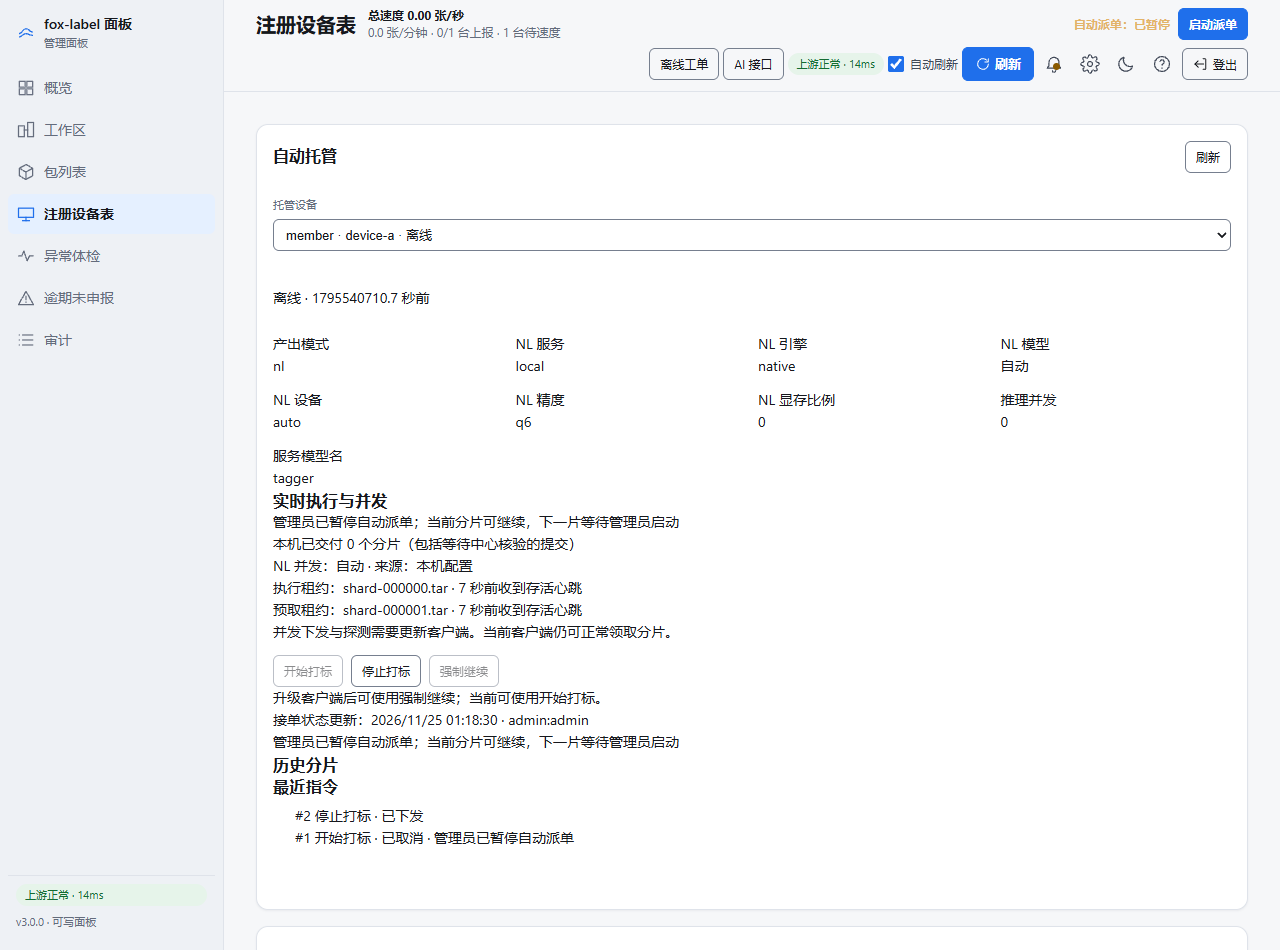 fox-label 面板
管理面板
概览
工作区
包列表
注册设备表
异常体检
逾期未申报
审计
上游正常 · 14ms
v3.0.0 · 可写面板
注册设备表
总速度 0.00 张/秒
0.0 张/分钟 · 0/1 台上报 · 1 台待速度
自动派单：已暂停
启动派单
离线工单
AI 接口
上游正常 · 14ms
自动刷新
刷新
登出
自动托管
刷新
托管设备
member · device-a · 离线
离线 · 1795540710.7 秒前
产出模式
nl
NL 服务
local
NL 引擎
native
NL 模型
自动
NL 设备
auto
NL 精度
q6
NL 显存比例
0
推理并发
0
服务模型名
tagger
实时执行与并发
管理员已暂停自动派单；当前分片可继续，下一片等待管理员启动
本机已交付 0 个分片（包括等待中心核验的提交）
NL 并发：自动 · 来源：本机配置
执行租约：shard-000000.tar · 7 秒前收到存活心跳
预取租约：shard-000001.tar · 7 秒前收到存活心跳
并发下发与探测需要更新客户端。当前客户端仍可正常领取分片。
开始打标
停止打标
强制继续
升级客户端后可使用强制继续；当前可使用开始打标。
接单状态更新：2026/11/25 01:18:30 · admin:admin
管理员已暂停自动派单；当前分片可继续，下一片等待管理员启动
历史分片
最近指令
#2 停止打标 · 已下发
#1 开始打标 · 已取消 · 管理员已暂停自动派单